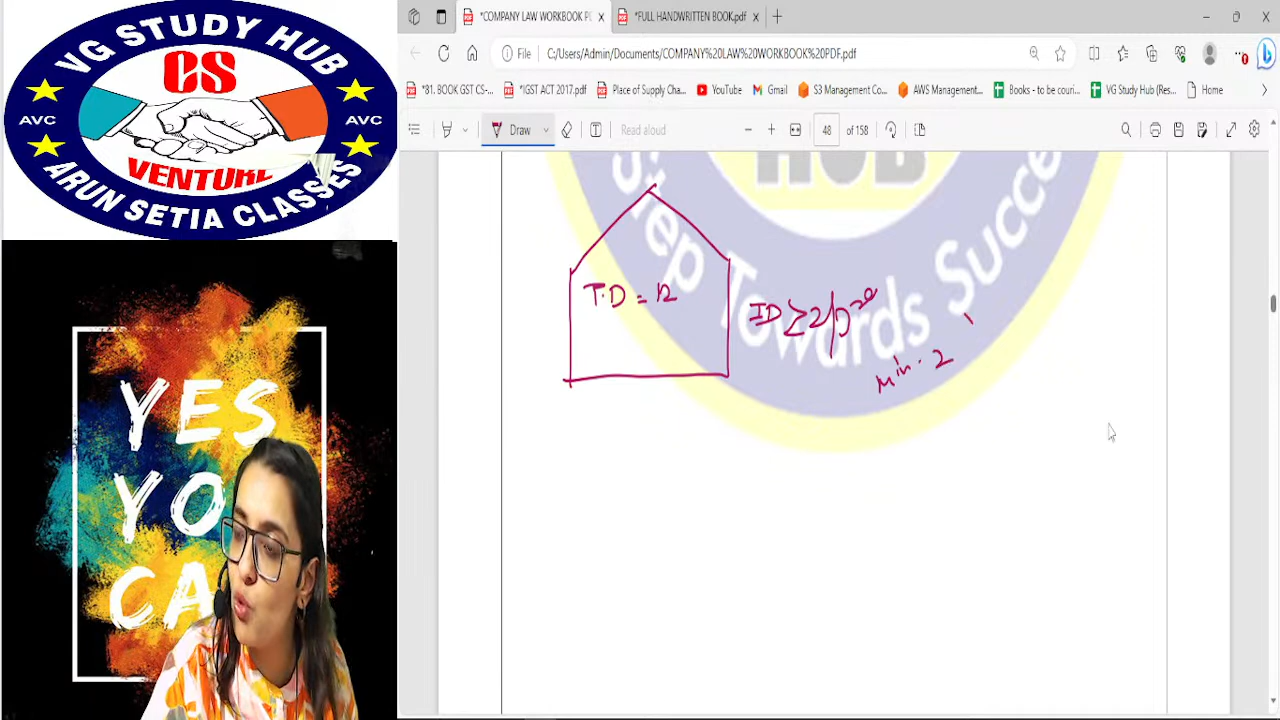 VG STUDY HUB
CS
AVC
AVC
VENTURE
ARUN SETIA CLASSES
YES
YO
CA
*COMPANY LAW WORKBOOK P
*FULL HANDWRITTEN BOOK.pdf
File
C:/Users/Admin/Documents/COMPANY%20LAW%20WORKBOOK%20PDF.pdf
*81. BOOK GST CS-...
*IGST ACT 2017.pdf
Place of Supply Cha...
YouTube
Gmail
S3 Management Co...
AWS Management...
Books - to be couri...
VG Study Hub (Res...
Home
Draw
Read aloud
48
of 158
HUB
Step Towards Success
T.D = 12
ID ≥ 2/
min. 2